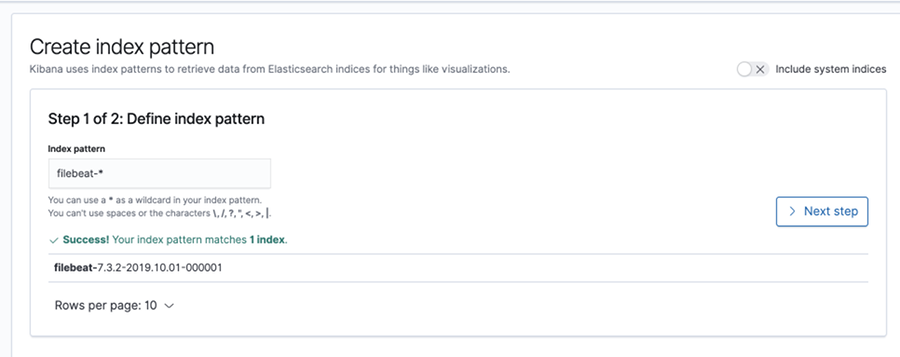 Create index pattern
Kibana uses index patterns to retrieve data from Elasticsearch indices for things like visualizations.
Include system indices
Step 1 of 2: Define index pattern
Index pattern
filebeat-*
You can use a * as a wildcard in your index pattern.
You can't use spaces or the characters \, /, ?, ", <, >, |.
Next step
Success! Your index pattern matches 1 index.
filebeat-7.3.2-2019.10.01-000001
Rows per page: 10